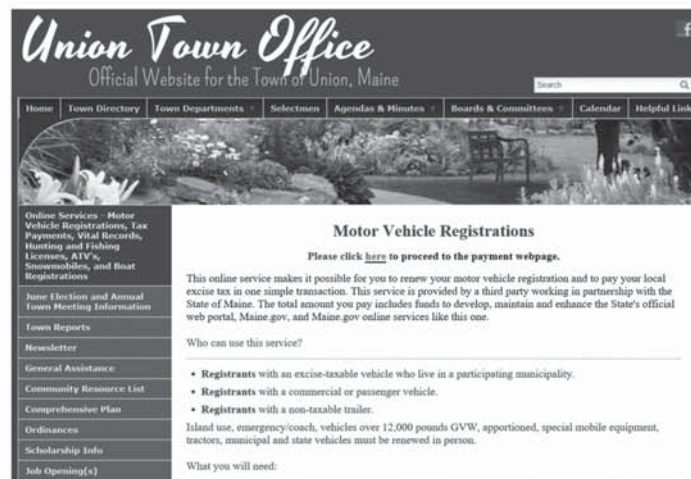 Union Town Office
Official Website for the Town of Union, Maine
f
Search
Home Town Directory Town Departments Selectmen Agendas & Minutes Boards & Committees Calendar Helpful Link
Online Services - Motor
Vehicle Registrations, Tax
Payments, Vital Records,
Hunting and Fishing
Licenses, ATV's,
Snowmobiles, and Boat
Registrations
June Election and Annual
Town Meeting Information
Town Reports
Newsletter
General Assistance
Community Resource List
Comprehensive Plan
Ordinances
Scholarship Info
Job Opening(s)
Motor Vehicle Registrations
Please click here to proceed to the payment webpage.
This online service makes it possible for you to renew your motor vehicle registration and to pay your local
excise tax in one simple transaction. This service is provided by a third party working in partnership with the
State of Maine. The total amount you pay includes funds to develop, maintain and enhance the State's official
web portal, Maine.gov, and Maine.gov online services like this one.
Who can use this service?
• Registrants with an excise-taxable vehicle who live in a participating municipality.
• Registrants with a commercial or passenger vehicle.
• Registrants with a non-taxable trailer.
Island use, emergency/coach, vehicles over 12,000 pounds GVW, apportioned, special mobile equipment,
tractors, municipal and state vehicles must be renewed in person.
What you will need: